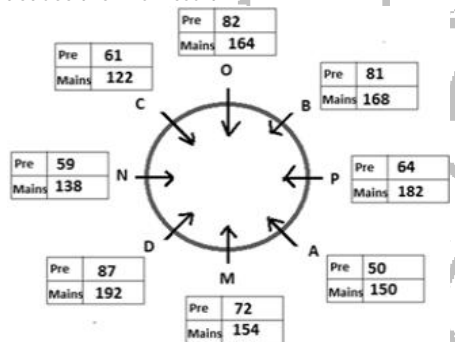 Pre 82
Mains 164
O
Pre 61
Mains 122
C
Pre 81
Mains 168
B
Pre 59
Mains 138
N
Pre 64
Mains 182
P
D
A
Pre 87
Mains 192
M
Pre 50
Mains 150
Pre 72
Mains 154